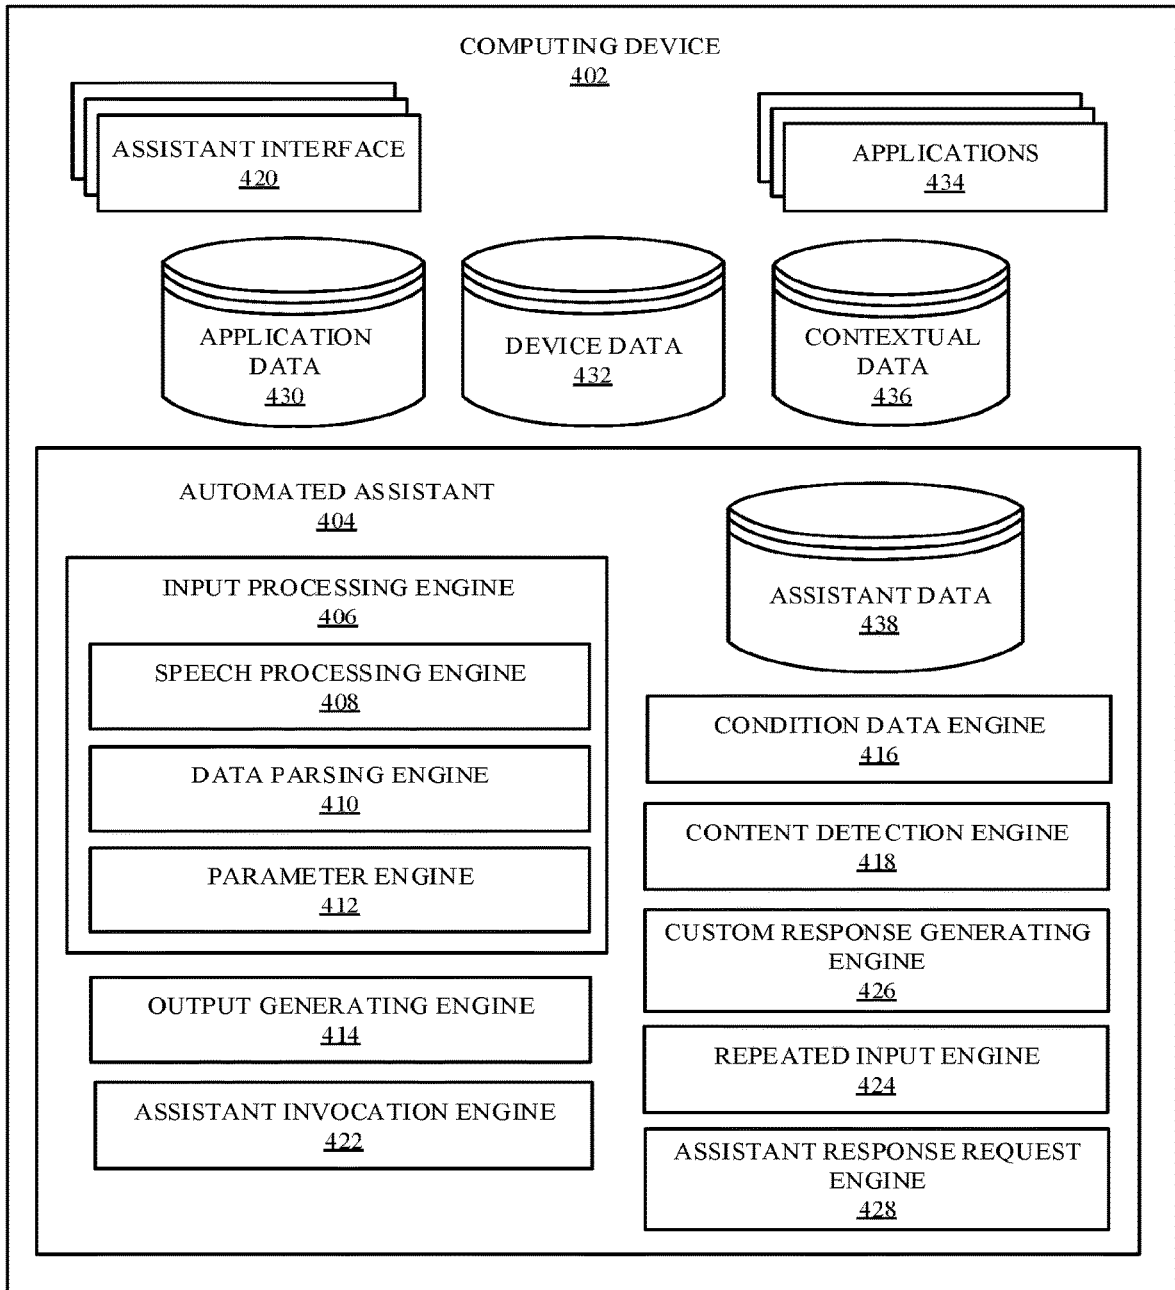 COMPUTING DEVICE
402
ASSISTANT INTERFACE
420
APPLICATIONS
434
APPLICATION
DATA
430
DEVICE DATA
432
CONTEXTUAL
DATA
436
AUTOMATED ASSISTANT
404
INPUT PROCESSING ENGINE
406
SPEECH PROCESSING ENGINE
408
DATA PARSING ENGINE
410
PARAMETER ENGINE
412
OUTPUT GENERATING ENGINE
414
ASSISTANT INVOCATION ENGINE
422
ASSISTANT DATA
438
CONDITION DATA ENGINE
416
CONTENT DETECTION ENGINE
418
CUSTOM RESPONSE GENERATING
ENGINE
426
REPEATED INPUT ENGINE
424
ASSISTANT RESPONSE REQUEST
ENGINE
428